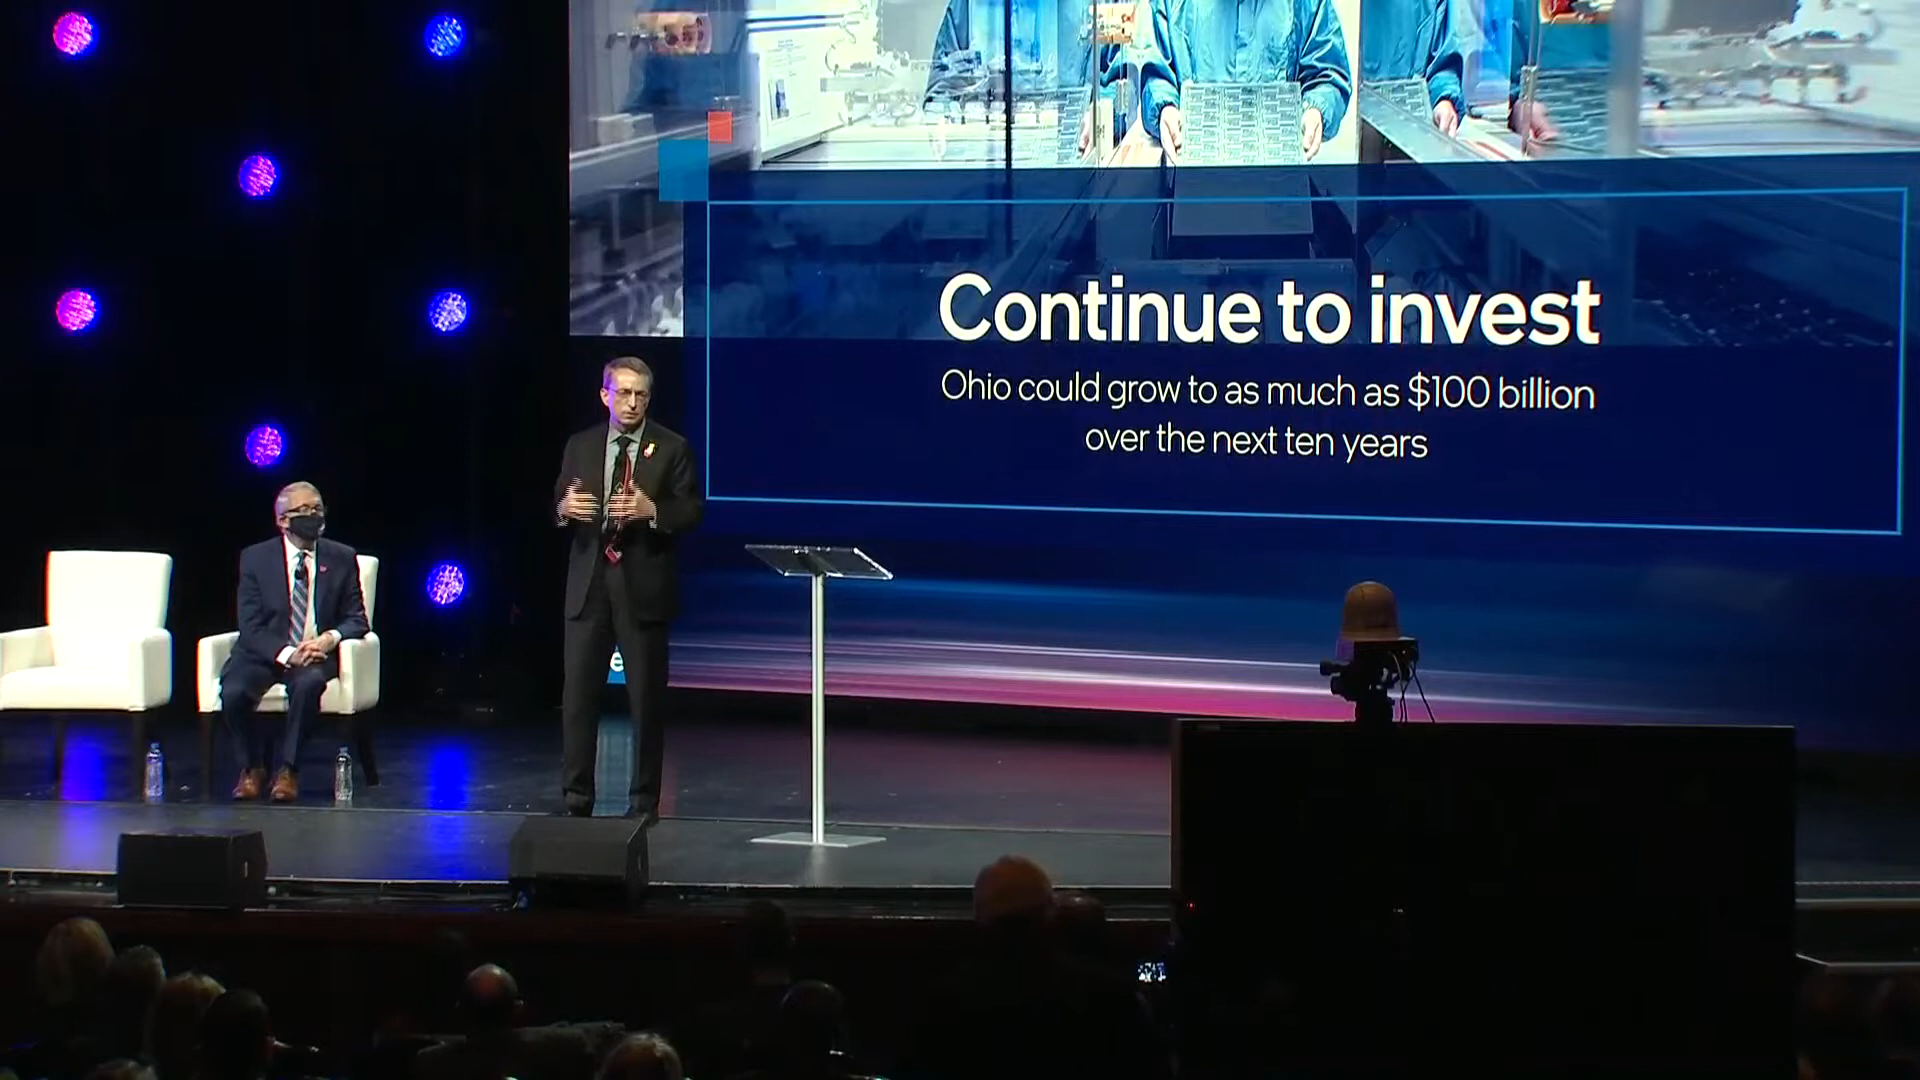 Continue to invest
Ohio could grow to as much as $100 billion
over the next ten years